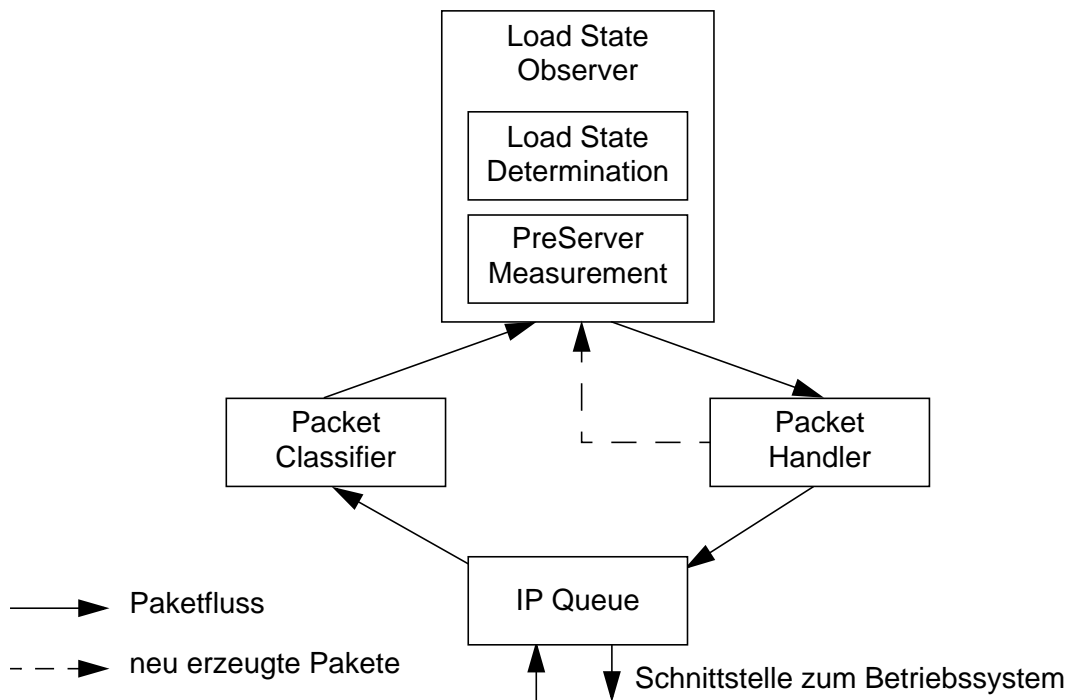 Load State
Observer
Load State
Determination
PreServer
Measurement
Packet
Classifier
Packet
Handler
IP Queue
Paketfluss
neu erzeugte Pakete
Schnittstelle zum Betriebssystem